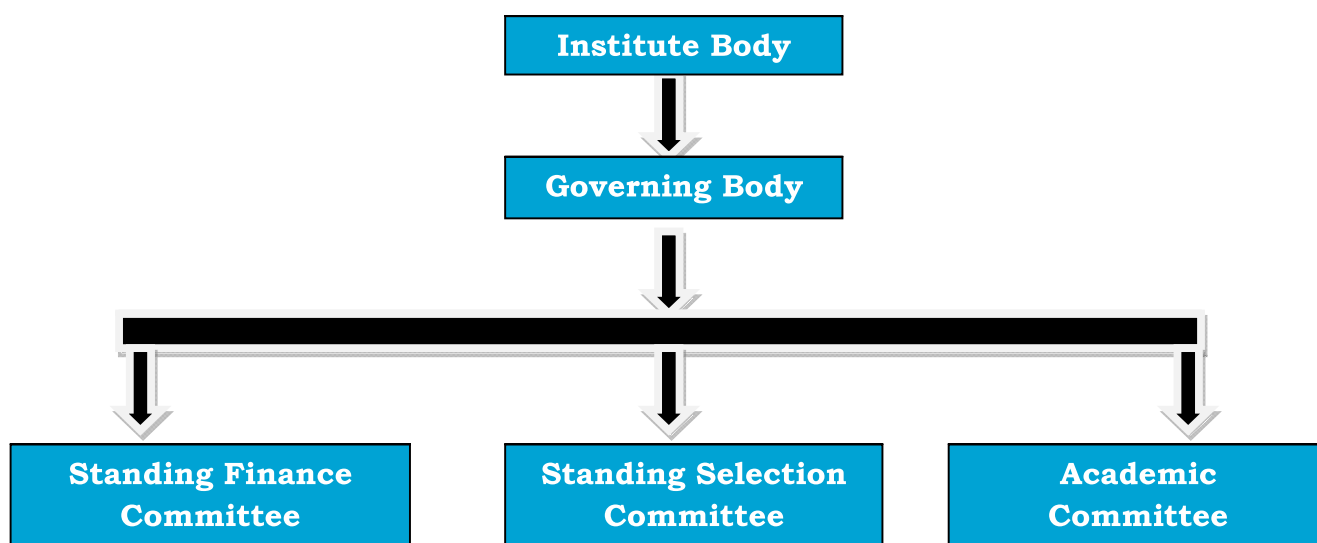 Institute Body
Governing Body
Standing Finance
Committee
Standing Selection
Committee
Academic
Committee